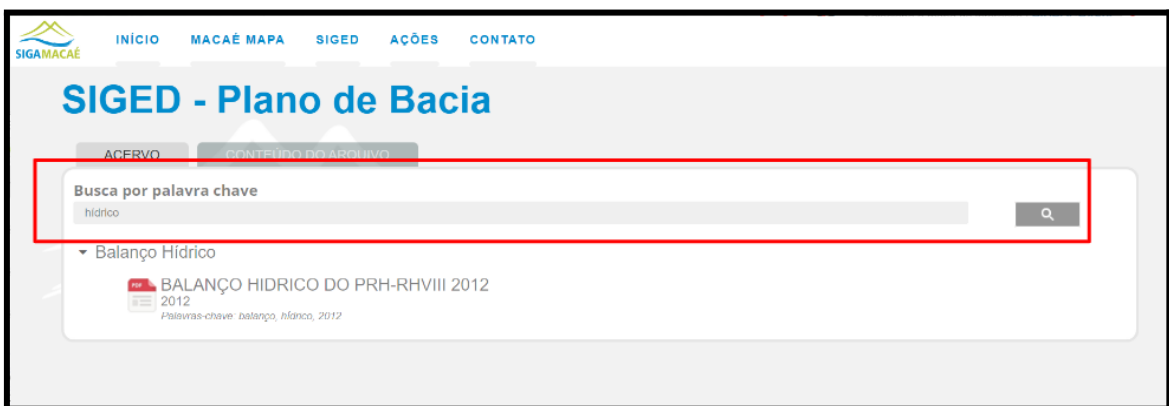 SIGAMACAÉ
INÍCIO MACAÉ MAPA SIGED AÇÕES CONTATO
SIGED - Plano de Bacia
ACERVO CONTEÚDO DO ARQUIVO
Busca por palavra chave
hídrico
Balanço Hídrico
PDF
BALANÇO HIDRICO DO PRH-RHVIII 2012
2012
Palavras-chave: balanço, hídrico, 2012